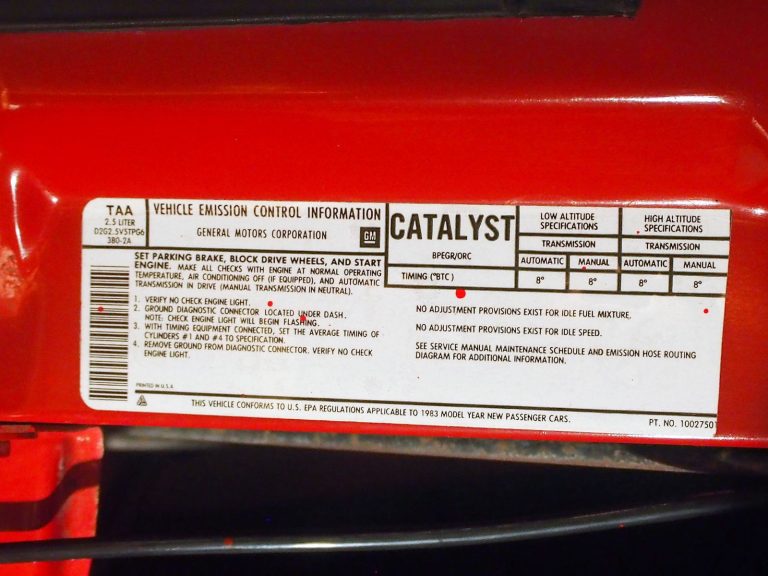 TAA
2.5 LITER
D2G2.5V5TPG6
380-2A
VEHICLE EMISSION CONTROL INFORMATION
GENERAL MOTORS CORPORATION
GM
CATALYST
BPEGR/ORC
TIMING (°BTC)
LOW ALTITUDE
SPECIFICATIONS
HIGH ALTITUDE
SPECIFICATIONS
TRANSMISSION
TRANSMISSION
AUTOMATIC
MANUAL
AUTOMATIC
MANUAL
8°
8°
8°
8°
SET PARKING BRAKE, BLOCK DRIVE WHEELS, AND START
ENGINE. MAKE ALL CHECKS WITH ENGINE AT NORMAL OPERATING
TEMPERATURE, AIR CONDITIONING OFF (IF EQUIPPED), AND AUTOMATIC
TRANSMISSION IN DRIVE (MANUAL TRANSMISSION IN NEUTRAL).
1. VERIFY NO CHECK ENGINE LIGHT.
2. GROUND DIAGNOSTIC CONNECTOR LOCATED UNDER DASH.
NOTE: CHECK ENGINE LIGHT WILL BEGIN FLASHING.
3. WITH TIMING EQUIPMENT CONNECTED, SET THE AVERAGE TIMING OF
CYLINDERS #1 AND #4 TO SPECIFICATION.
4. REMOVE GROUND FROM DIAGNOSTIC CONNECTOR. VERIFY NO CHECK
ENGINE LIGHT.
NO ADJUSTMENT PROVISIONS EXIST FOR IDLE FUEL MIXTURE.
NO ADJUSTMENT PROVISIONS EXIST FOR IDLE SPEED.
SEE SERVICE MANUAL MAINTENANCE SCHEDULE AND EMISSION HOSE ROUTING
DIAGRAM FOR ADDITIONAL INFORMATION.
PRINTED IN U.S.A
THIS VEHICLE CONFORMS TO U.S. EPA REGULATIONS APPLICABLE TO 1983 MODEL YEAR NEW PASSENGER CARS.
PT. NO. 10027501